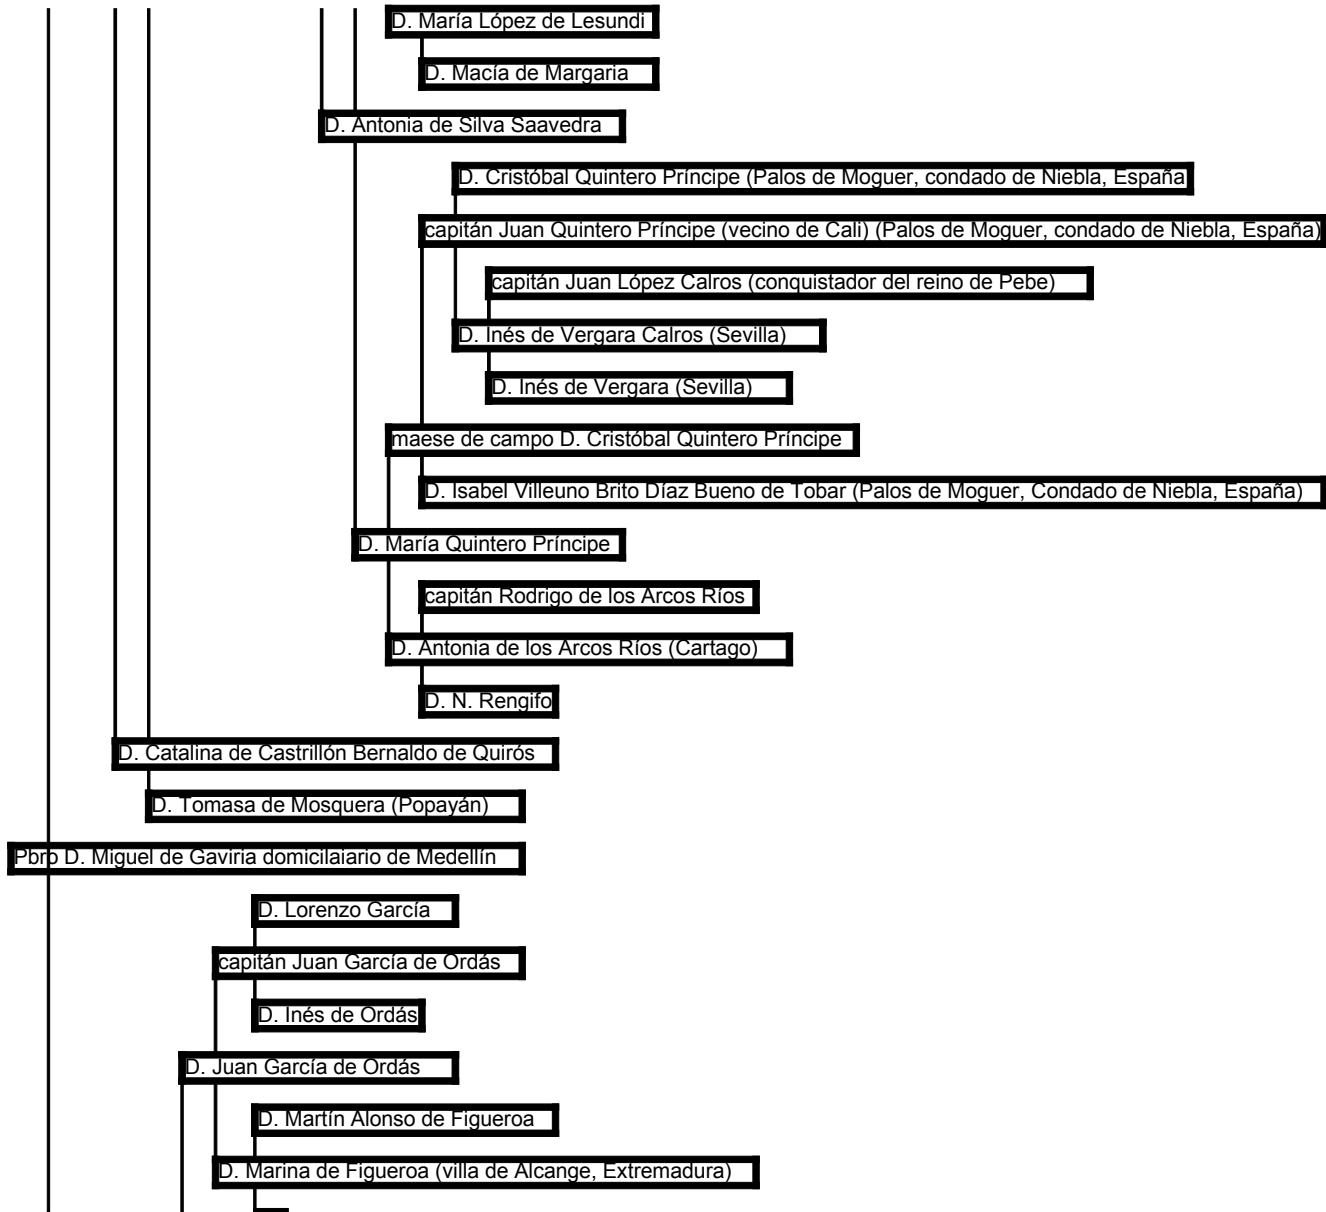 D. María López de Lesundi
D. Macía de Margaria
D. Antonia de Silva Saavedra
D. Cristóbal Quintero Príncipe (Palos de Moguer, condado de Niebla, España
capitán Juan Quintero Príncipe (vecino de Cali) (Palos de Moguer, condado de Niebla, España)
capitán Juan López Calros (conquistador del reino de Pebe)
D. Inés de Vergara Calros (Sevilla)
D. Inés de Vergara (Sevilla)
maese de campo D. Cristóbal Quintero Príncipe
D. Isabel Villeuno Brito Díaz Bueno de Tobar (Palos de Moguer, Condado de Niebla, España)
D. María Quintero Príncipe
capitán Rodrigo de los Arcos Ríos
D. Antonia de los Arcos Ríos (Cartago)
D. N. Rengifo
D. Catalina de Castrillón Bernaldo de Quirós
D. Tomasa de Mosquera (Popayán)
Pbro D. Miguel de Gaviria domicilaiario de Medellín
D. Lorenzo García
capitán Juan García de Ordás
D. Inés de Ordás
D. Juan García de Ordás
D. Martín Alonso de Figueroa
D. Marina de Figueroa (villa de Alcange, Extremadura)